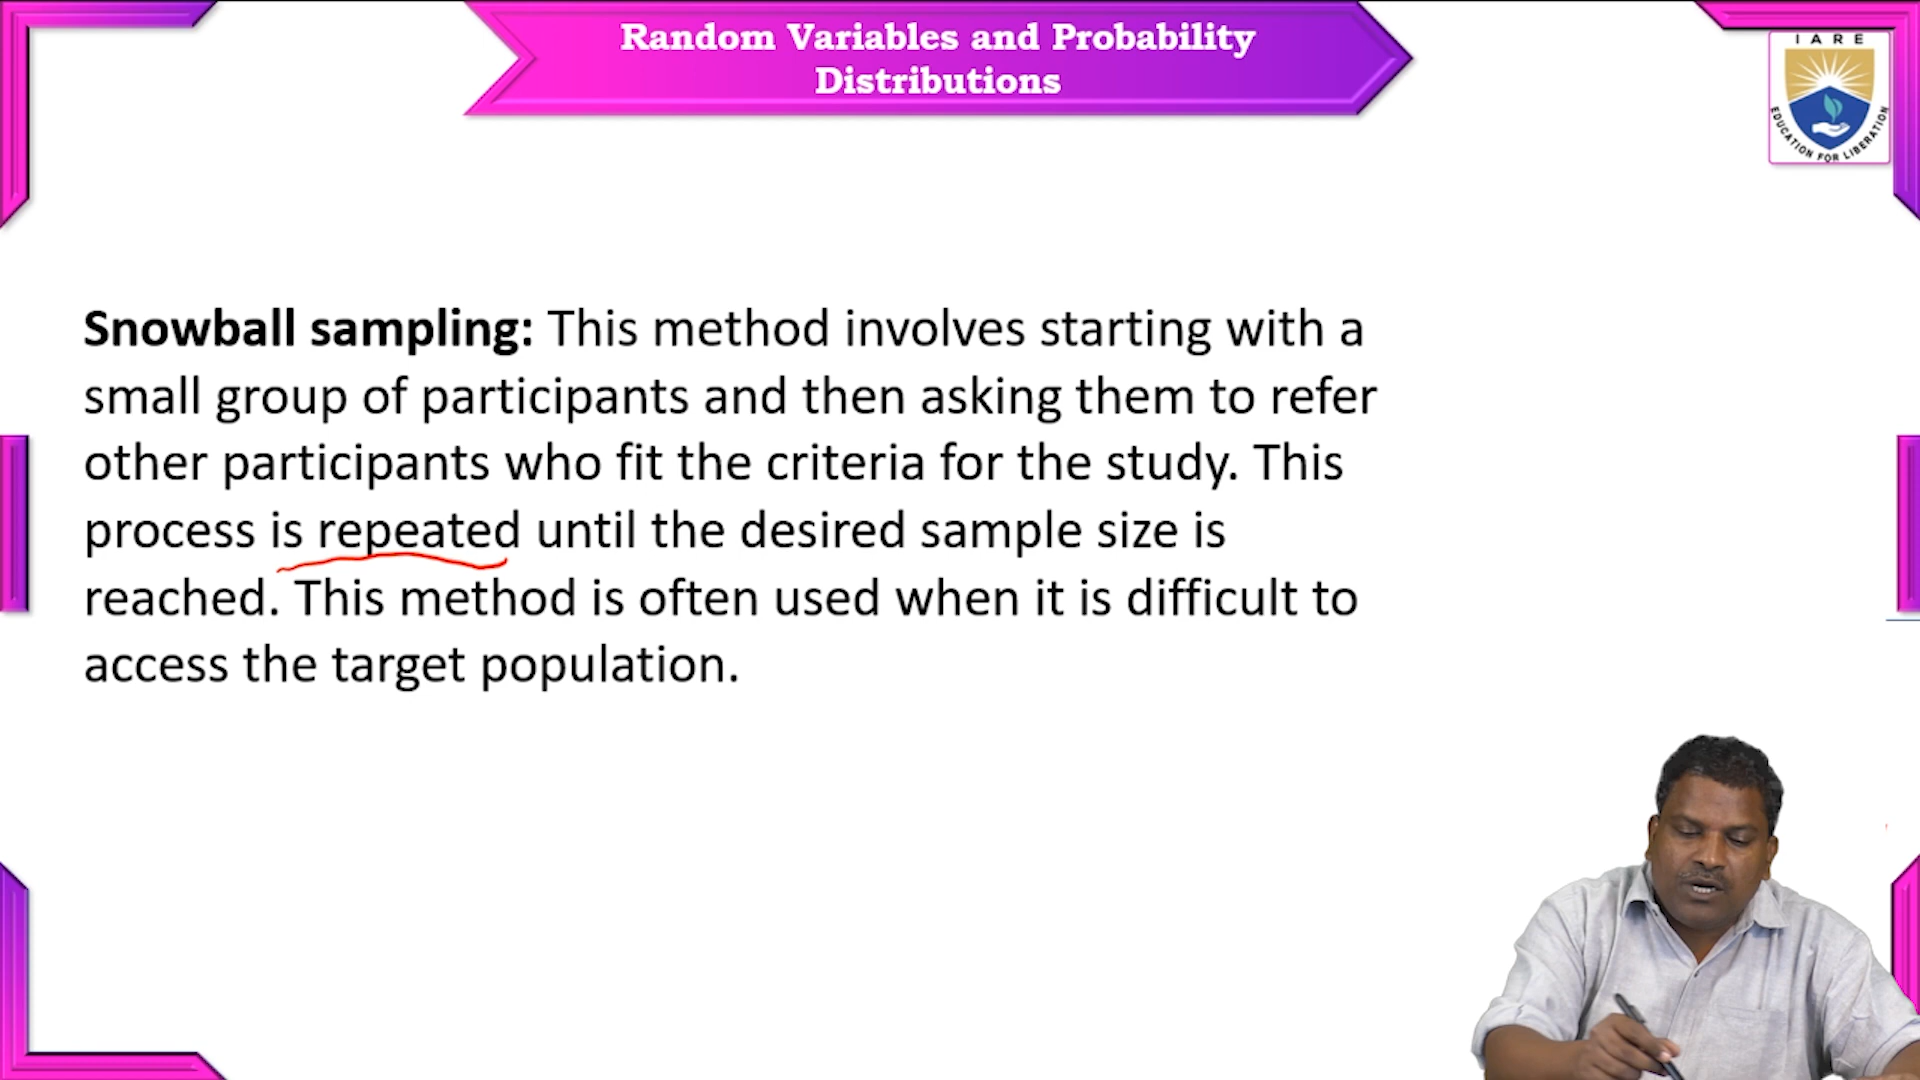 Random Variables and Probability
Distributions
I A R E
EDUCATION FOR LIBERATION
Snowball sampling: This method involves starting with a
small group of participants and then asking them to refer
other participants who fit the criteria for the study. This
process is repeated until the desired sample size is
reached. This method is often used when it is difficult to
access the target population.